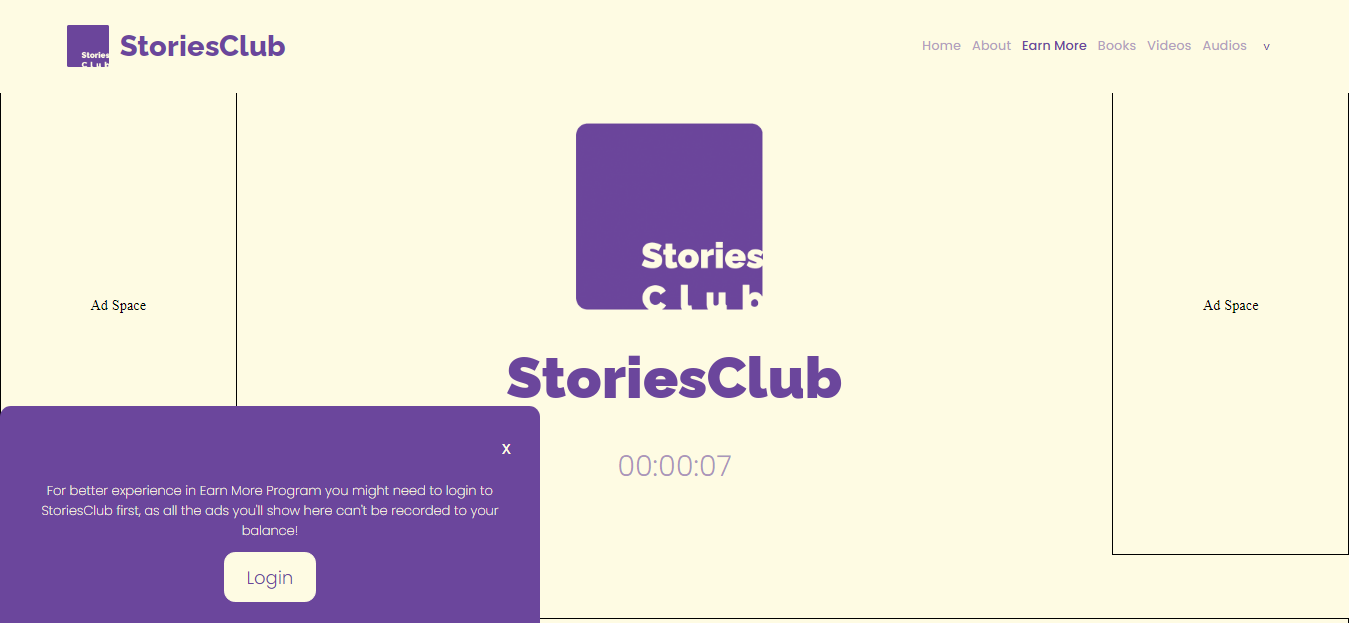 Stories
Club
StoriesClub
Home About Earn More Books Videos Audios v
Stories
Club
Ad Space
Ad Space
StoriesClub
00:00:07
X
For better experience in Earn More Program you might need to login to
StoriesClub first, as all the ads you'll show here can't be recorded to your
balance!
Login